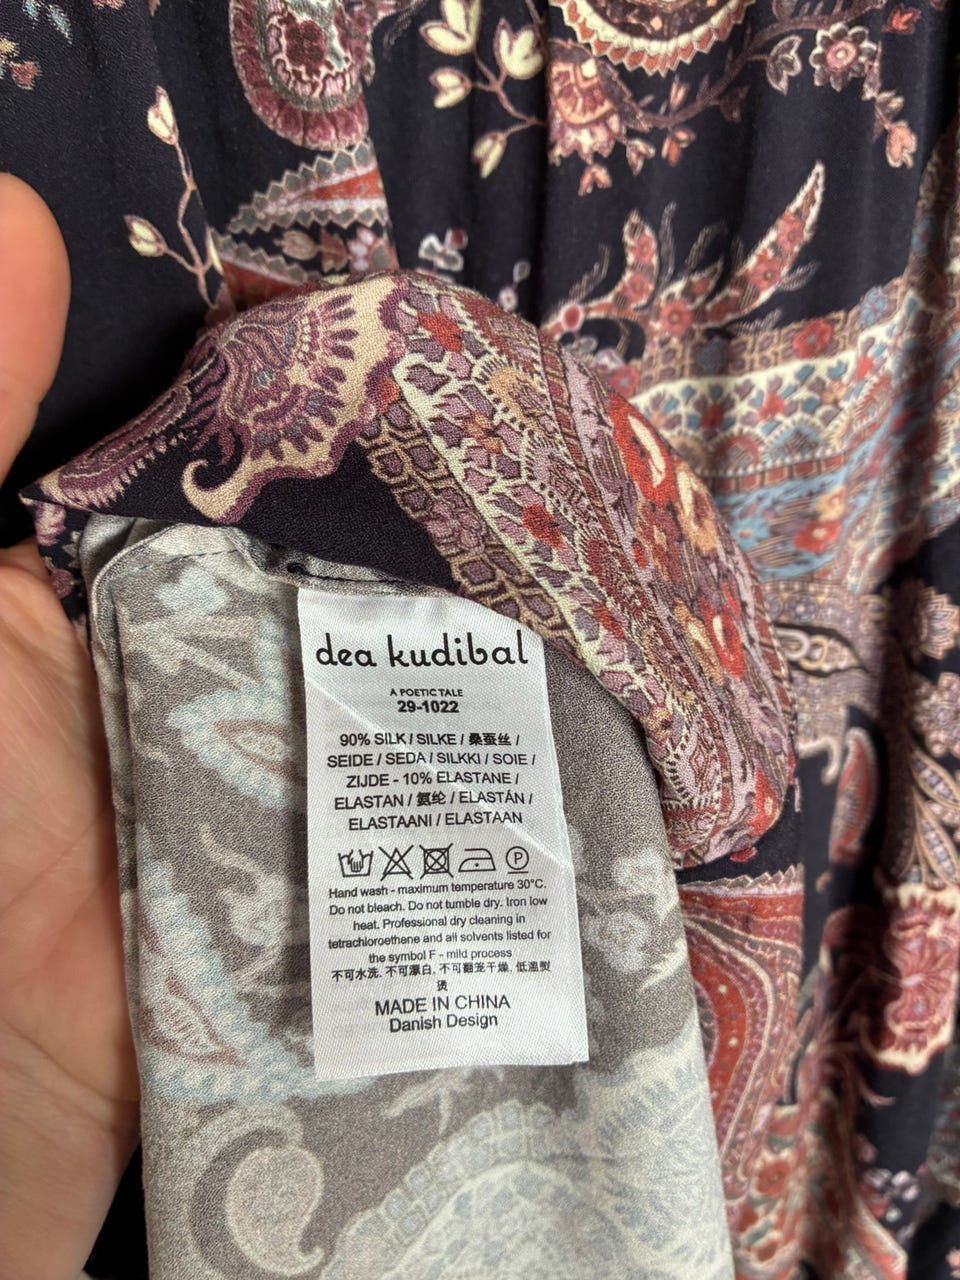 dea kudibal
A POETIC TALE
29-1022
90% SILK / SILKE / 桑蚕丝 /
SEIDE / SEDA / SILKKI / SOIE /
ZIJDE - 10% ELASTANE /
ELASTAN / 氨纶 / ELASTÁN /
ELASTAANI / ELASTAAN
P
Hand wash - maximum temperature 30°C.
Do not bleach. Do not tumble dry. Iron low
heat. Professional dry cleaning in
tetrachloroethene and all solvents listed for
the symbol F - mild process
不可水洗, 不可漂白, 不可翻笼干燥, 低温熨
烫
MADE IN CHINA
Danish Design